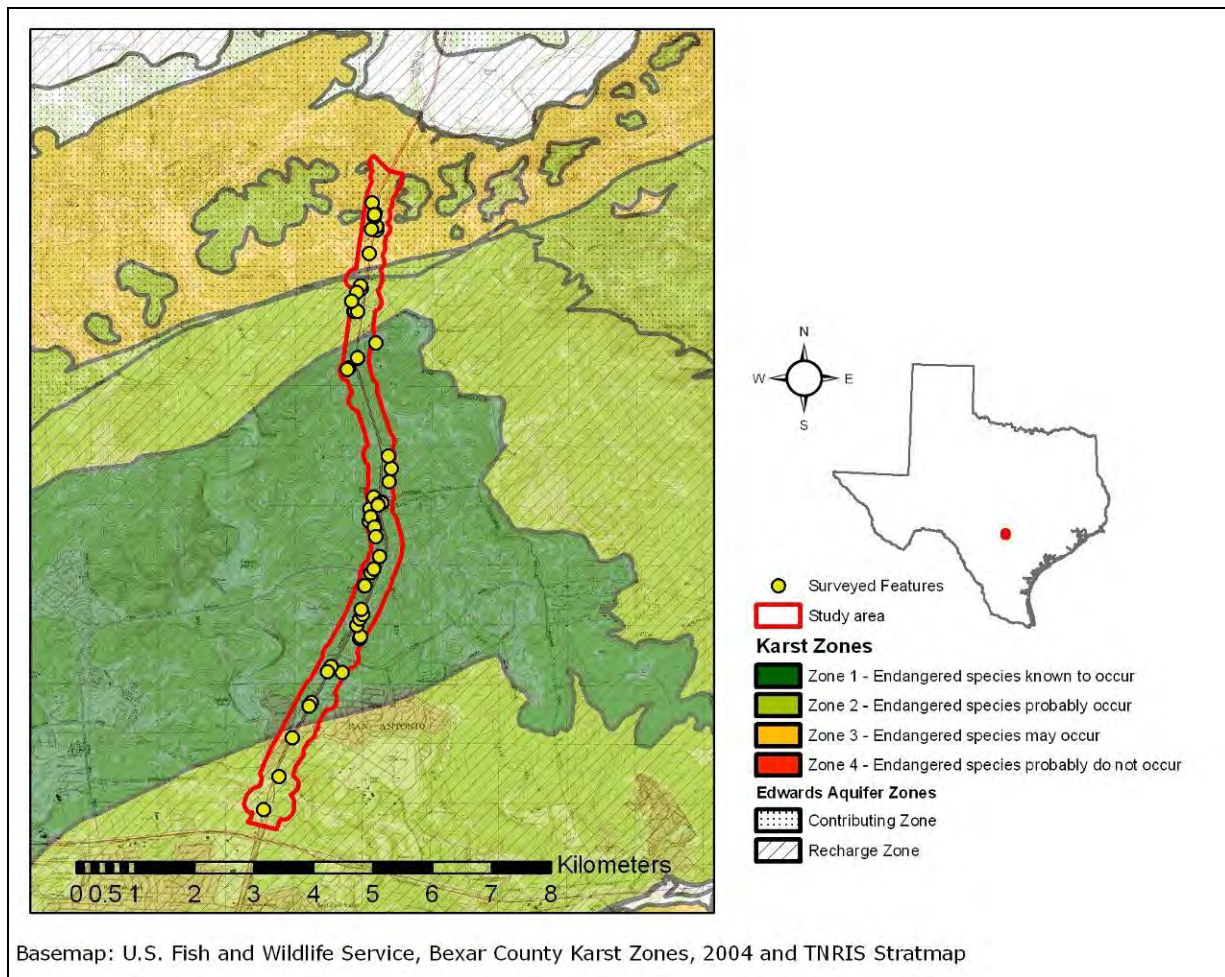 SAN ANTONIO
Kilometers
0 0.5 1 2 3 4 5 6 7 8
N
W E
S
Surveyed Features
Study area
Karst Zones
Zone 1 - Endangered species known to occur
Zone 2 - Endangered species probably occur
Zone 3 - Endangered species may occur
Zone 4 - Endangered species probably do not occur
Edwards Aquifer Zones
Contributing Zone
Recharge Zone
Basemap: U.S. Fish and Wildlife Service, Bexar County Karst Zones, 2004 and TNRIS Stratmap